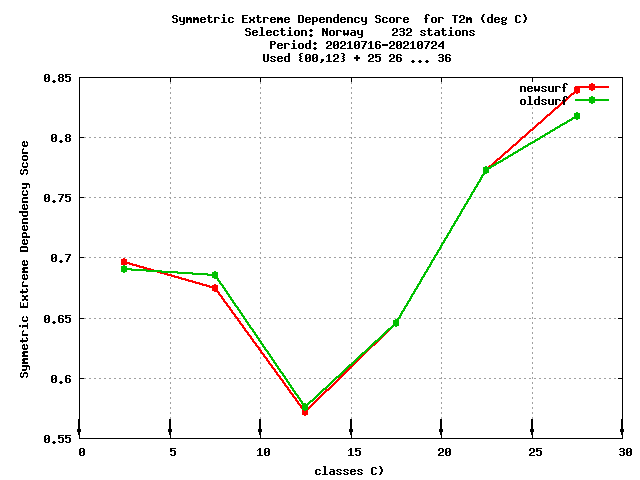 Symmetric Extreme Dependency Score  for T2m (deg C)
Selection: Norway    232 stations
Period: 20210716-20210724
Used {00,12} + 25 26 ... 36
newsurf
oldsurf
Symmetric Extreme Dependency Score
0.85
0.8
0.75
0.7
0.65
0.6
0.55
0 5 10 15 20 25 30
classes C)